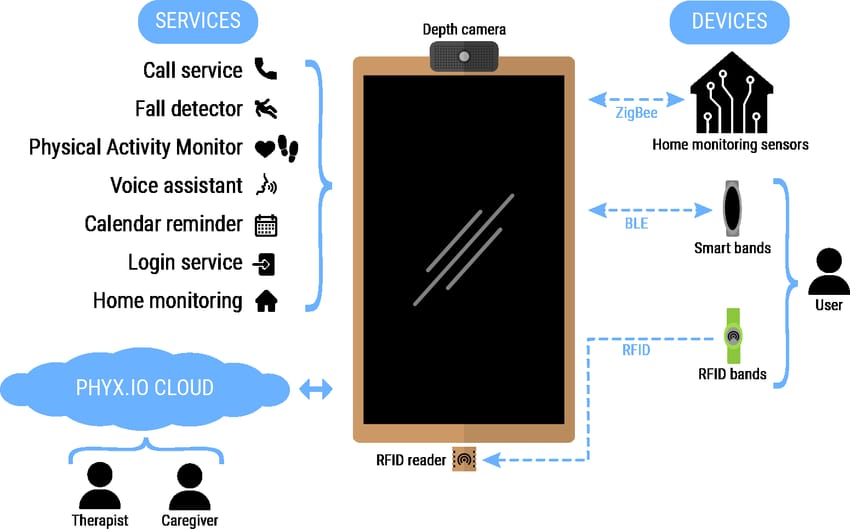 SERVICES
Call service
Fall detector
Physical Activity Monitor
Voice assistant
Calendar reminder
Login service
Home monitoring
PHYX.IO CLOUD
Therapist
Caregiver
Depth camera
RFID reader
DEVICES
ZigBee
Home monitoring sensors
BLE
Smart bands
User
RFID
RFID bands